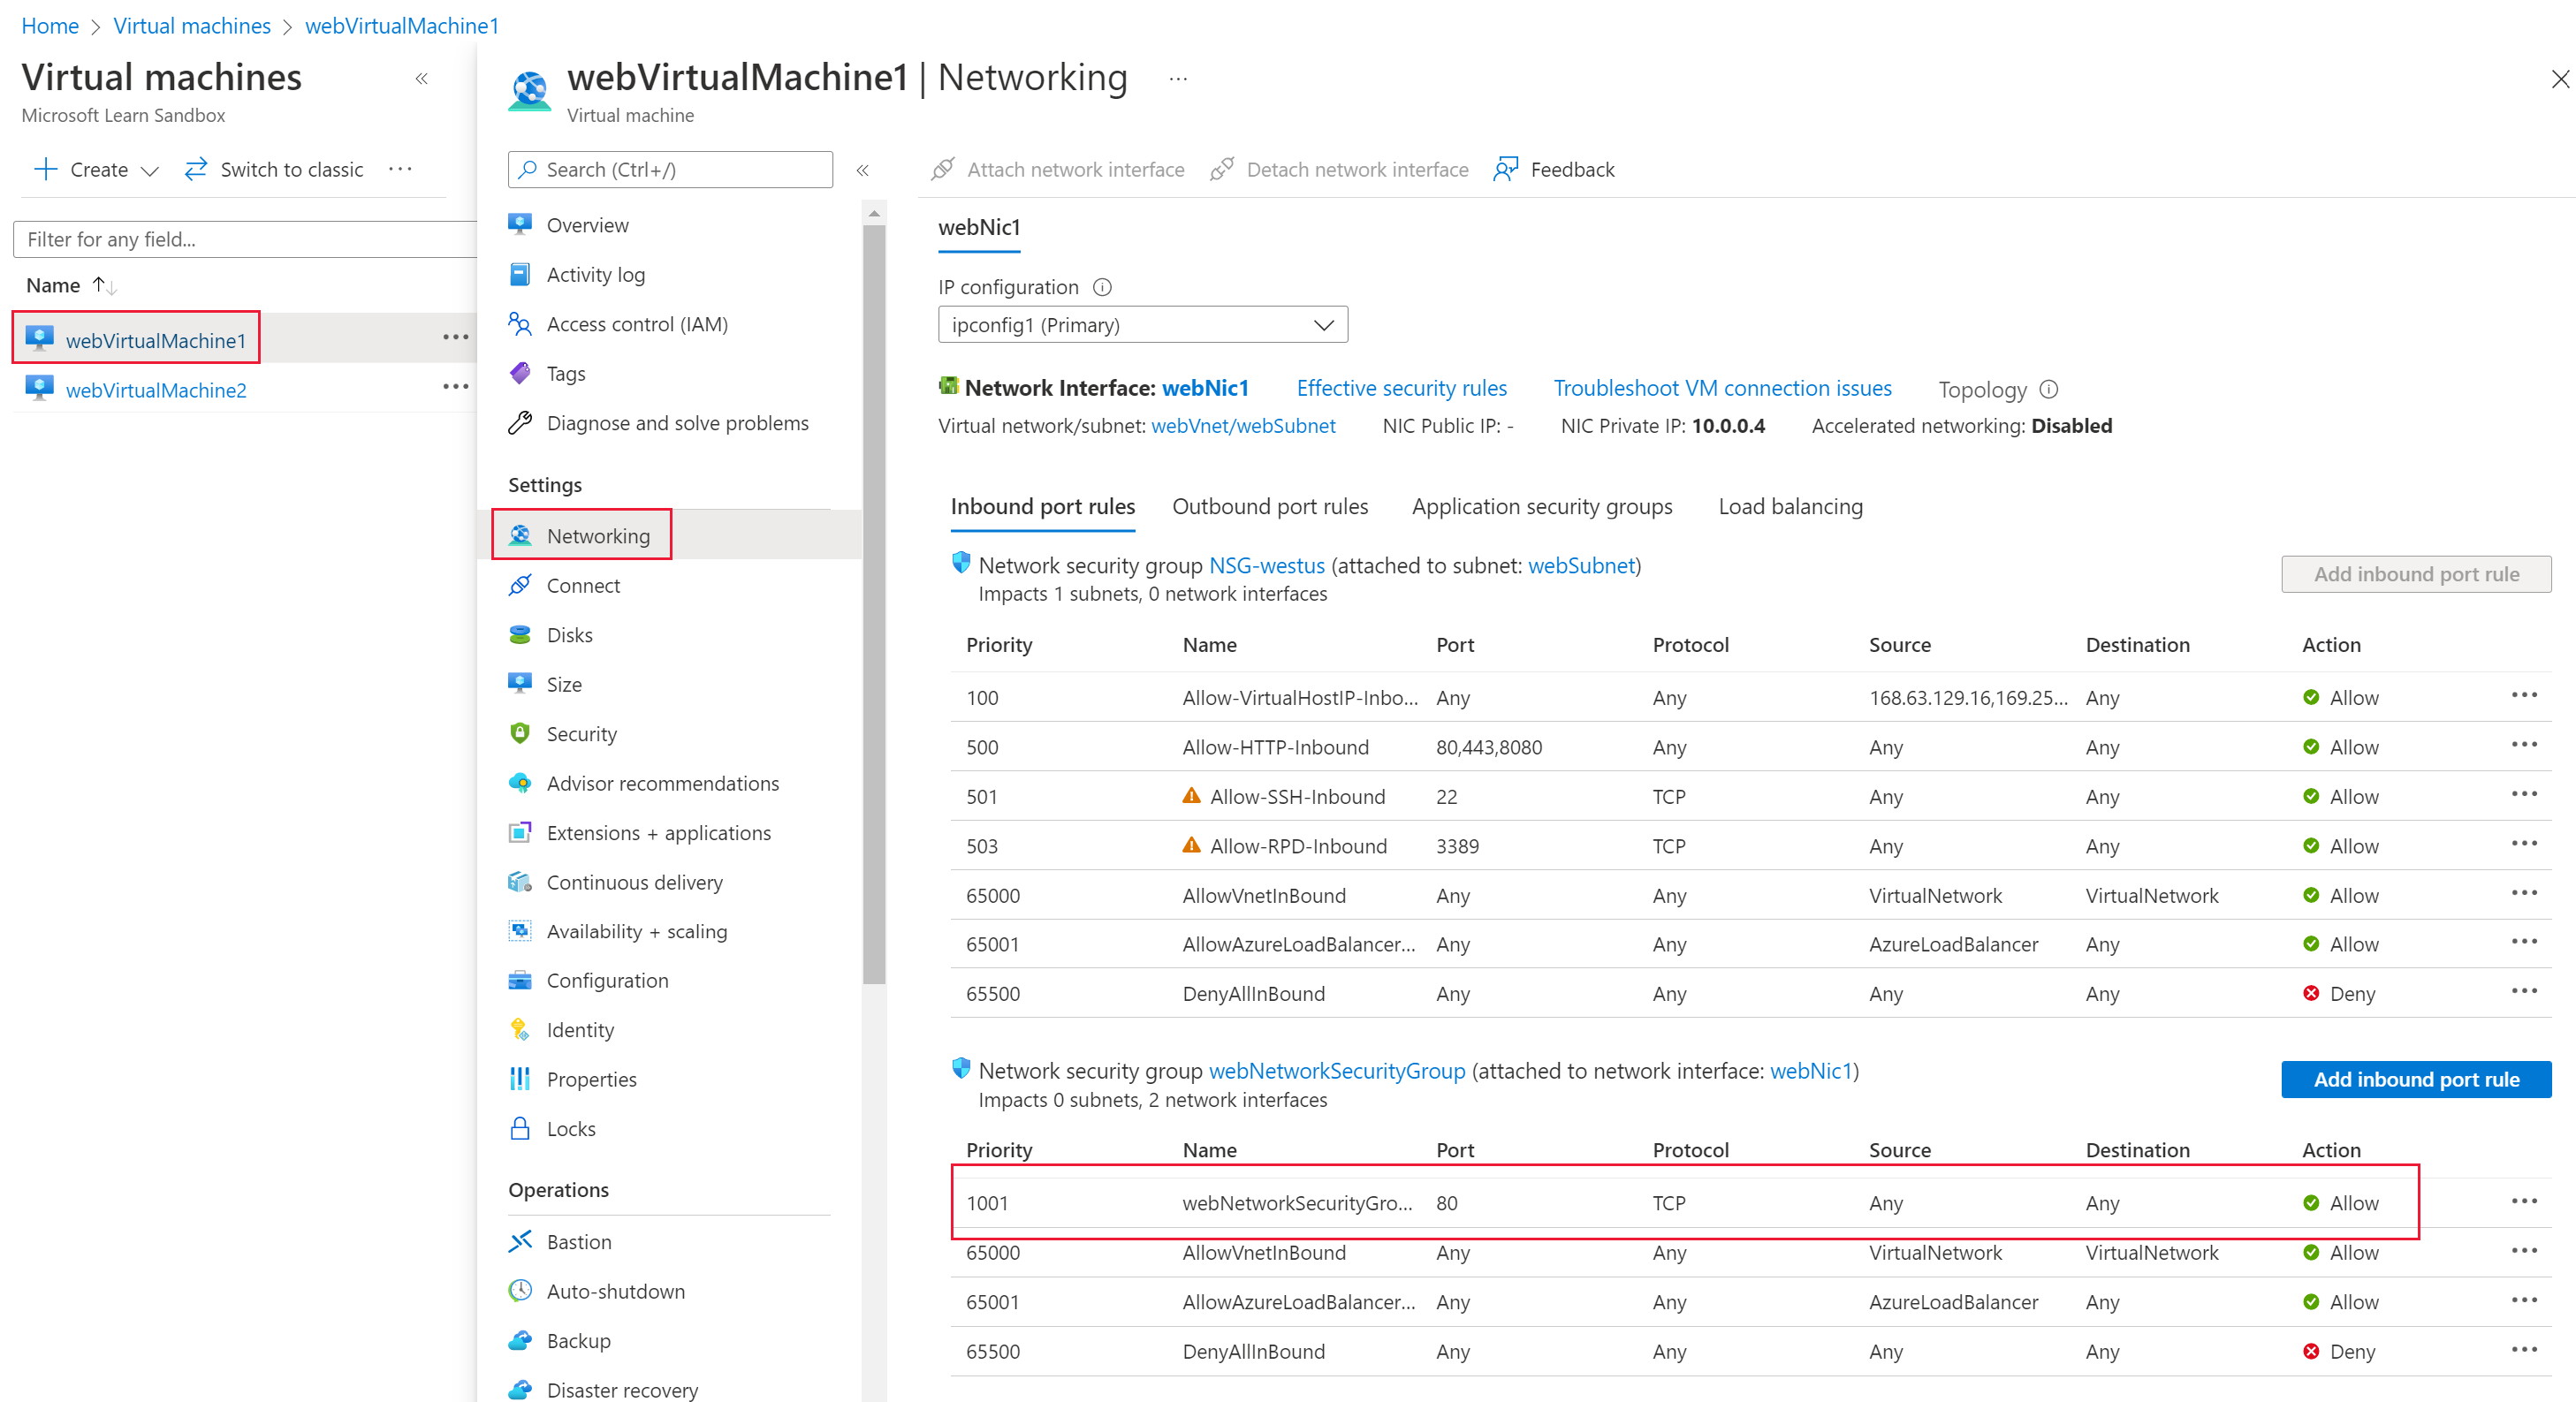 Home > Virtual machines > webVirtualMachine1
Virtual machines «
Microsoft Learn Sandbox
+ Create Switch to classic ...
Filter for any field...
Name ↑↓
webVirtualMachine1 ...
webVirtualMachine2 ...
webVirtualMachine1 | Networking ...
Virtual machine
Search (Ctrl+/) «
Overview
Activity log
Access control (IAM)
Tags
Diagnose and solve problems
Settings
Networking
Connect
Disks
Size
Security
Advisor recommendations
Extensions + applications
Continuous delivery
Availability + scaling
Configuration
Identity
Properties
Locks
Operations
Bastion
Auto-shutdown
Backup
Disaster recovery
Attach network interface Detach network interface Feedback
webNic1
IP configuration
ipconfig1 (Primary)
Network Interface: webNic1 Effective security rules Troubleshoot VM connection issues Topology
Virtual network/subnet: webVnet/webSubnet NIC Public IP: - NIC Private IP: 10.0.0.4 Accelerated networking: Disabled
Inbound port rules Outbound port rules Application security groups Load balancing
Network security group NSG-westus (attached to subnet: webSubnet)
Impacts 1 subnets, 0 network interfaces
Add inbound port rule
Priority Name Port Protocol Source Destination Action
100 Allow-VirtualHostIP-Inbo... Any Any 168.63.129.16,169.25... Any Allow ...
500 Allow-HTTP-Inbound 80,443,8080 Any Any Any Allow ...
501 Allow-SSH-Inbound 22 TCP Any Any Allow ...
503 Allow-RPD-Inbound 3389 TCP Any Any Allow ...
65000 AllowVnetInBound Any Any VirtualNetwork VirtualNetwork Allow ...
65001 AllowAzureLoadBalancer... Any Any AzureLoadBalancer Any Allow ...
65500 DenyAllInBound Any Any Any Any Deny ...
Network security group webNetworkSecurityGroup (attached to network interface: webNic1)
Impacts 0 subnets, 2 network interfaces
Add inbound port rule
Priority Name Port Protocol Source Destination Action
1001 webNetworkSecurityGro... 80 TCP Any Any Allow ...
65000 AllowVnetInBound Any Any VirtualNetwork VirtualNetwork Allow ...
65001 AllowAzureLoadBalancer... Any Any AzureLoadBalancer Any Allow ...
65500 DenyAllInBound Any Any Any Any Deny ...